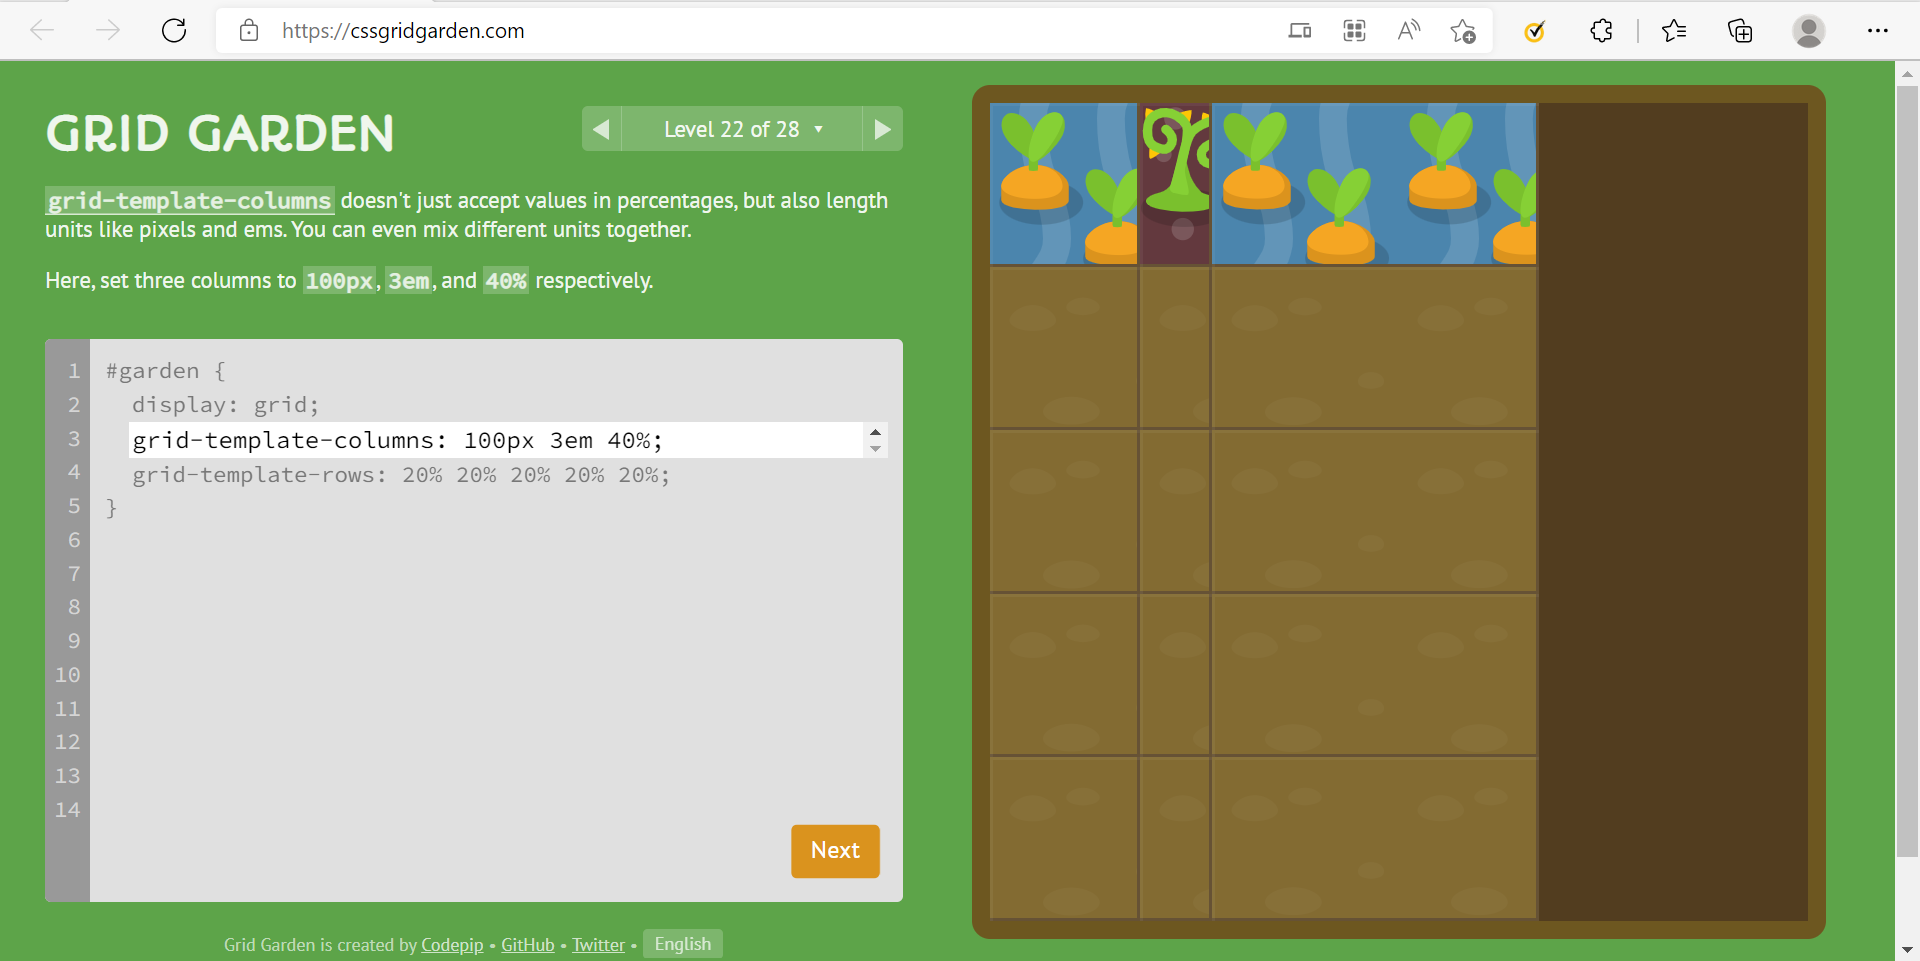 https://cssgridgarden.com
GRID GARDEN
Level 22 of 28
grid-template-columns doesn't just accept values in percentages, but also length
units like pixels and ems. You can even mix different units together.
Here, set three columns to 100px, 3em, and 40% respectively.
1 #garden {
2 display: grid;
3 grid-template-columns: 100px 3em 40%;
4 grid-template-rows: 20% 20% 20% 20% 20%;
5 }
6
7
8
9
10
11
12
13
14
Next
Grid Garden is created by Codepip • GitHub • Twitter • English